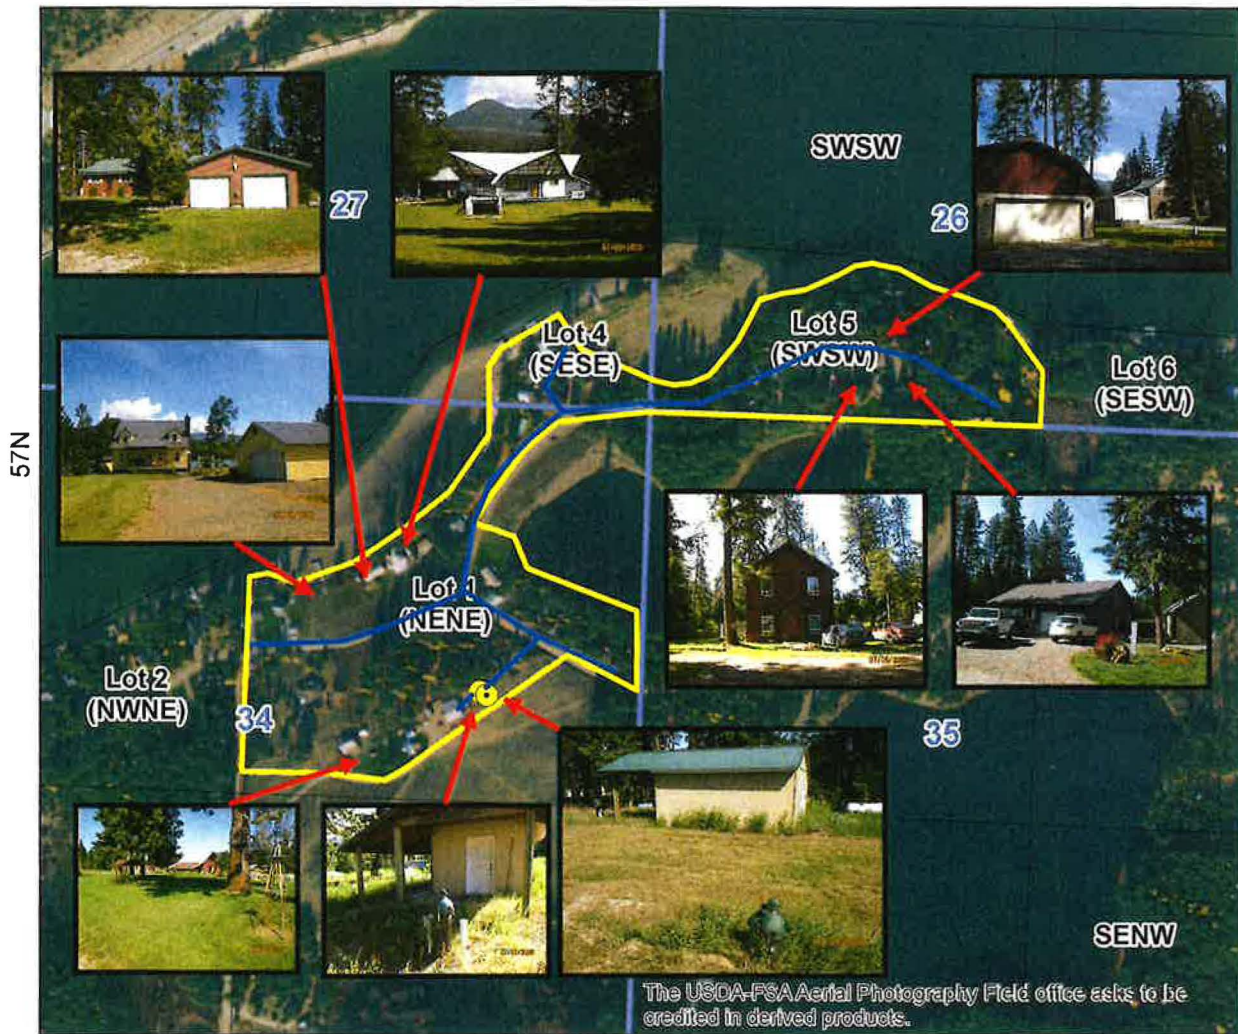 SWSW
27
26
Lot 4
(SESE)
Lot 5
(SWSW)
Lot 6
(SESW)
57N
Lot 1
(NENE)
Lot 2
(NWNE)
34
35
SENW
The USDA-FSA Aerial Photography Field office asks to be
credited in derived products.